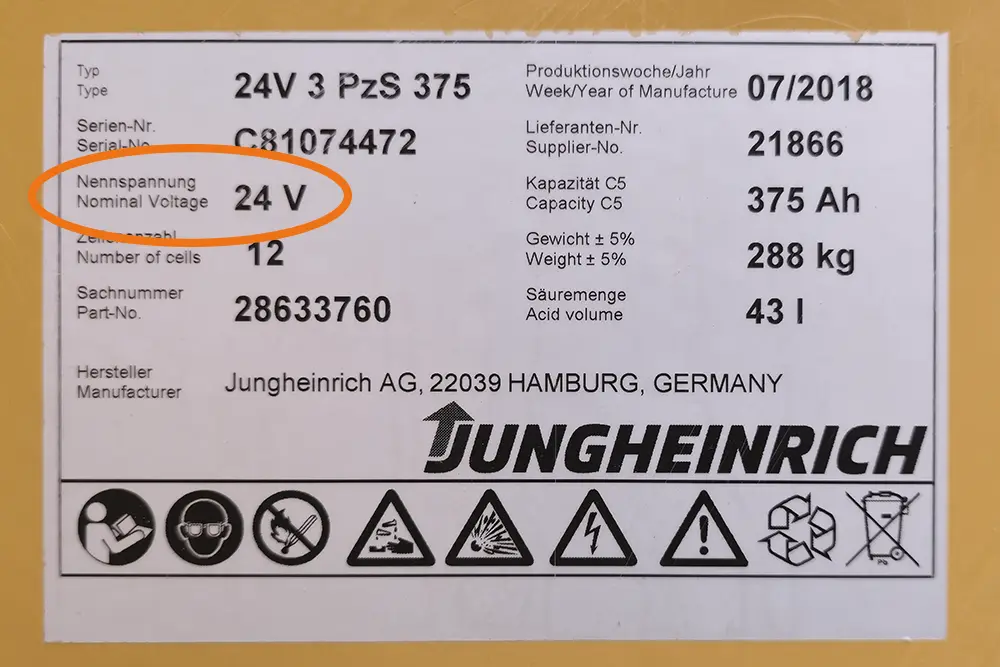 Typ
Type
24V 3 PzS 375
Produktionswoche/Jahr
Week/Year of Manufacture
07/2018
Serien-Nr.
Serial-No.
C81074472
Lieferanten-Nr.
Supplier-No.
21866
Nennspannung
Nominal Voltage
24 V
Kapazität C5
Capacity C5
375 Ah
Zellenanzahl
Number of cells
12
Gewicht ± 5%
Weight ± 5%
288 kg
Sachnummer
Part-No.
28633760
Säuremenge
Acid volume
43 l
Hersteller
Manufacturer
Jungheinrich AG, 22039 HAMBURG, GERMANY
JUNGHEINRICH
Pb